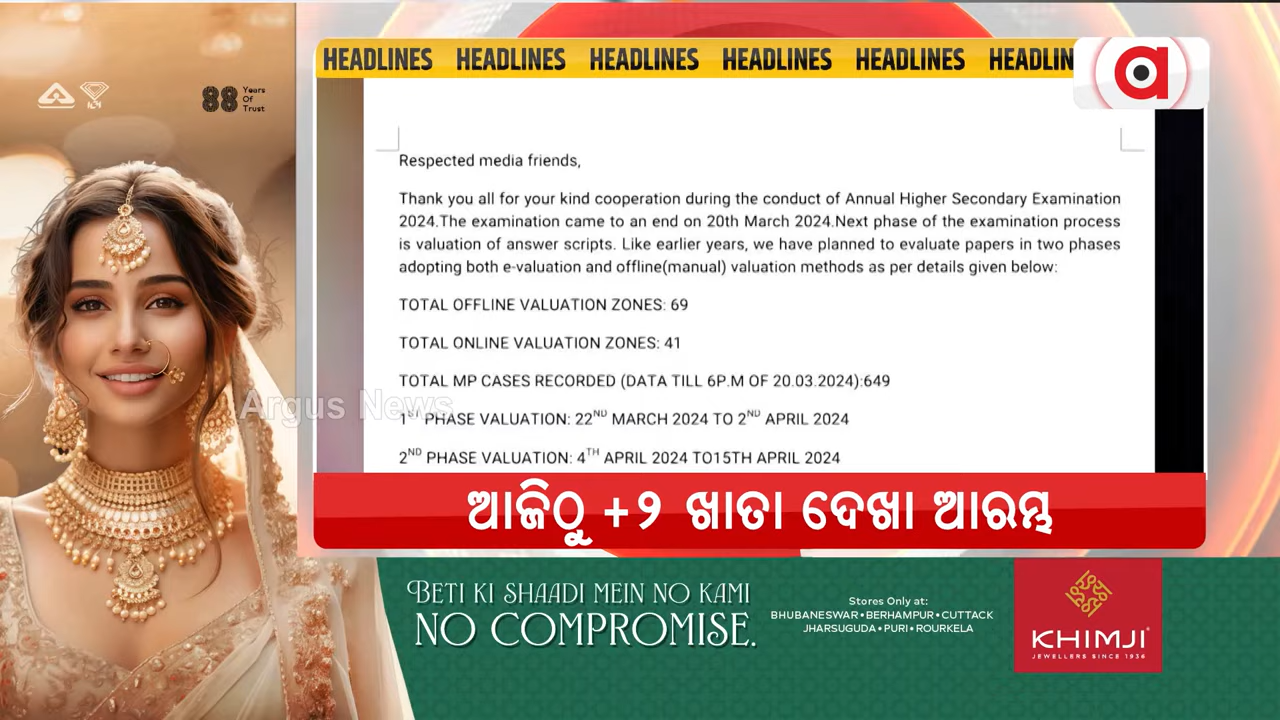 HEADLINES HEADLINES HEADLINES HEADLINES HEADLINES HEADLIN
a
88 Years Of Trust
Respected media friends,
Thank you all for your kind cooperation during the conduct of Annual Higher Secondary Examination
2024.The examination came to an end on 20th March 2024.Next phase of the examination process
is valuation of answer scripts. Like earlier years, we have planned to evaluate papers in two phases
adopting both e-valuation and offline(manual) valuation methods as per details given below:
TOTAL OFFLINE VALUATION ZONES: 69
TOTAL ONLINE VALUATION ZONES: 41
TOTAL MP CASES RECORDED (DATA TILL 6P.M OF 20.03.2024):649
Argus News
1ST PHASE VALUATION: 22ND MARCH 2024 TO 2ND APRIL 2024
2ND PHASE VALUATION: 4TH APRIL 2024 TO15TH APRIL 2024
ଆଜିଠୁ +୨ ଖାତା ଦେଖା ଆରମ୍ଭ
BETI KI SHAADI MEIN NO KAMI
NO COMPROMISE.
Stores Only at:
BHUBANESWAR • BERHAMPUR • CUTTACK
JHARSUGUDA • PURI • ROURKELA
KHIMJI
JEWELLERS SINCE 1936